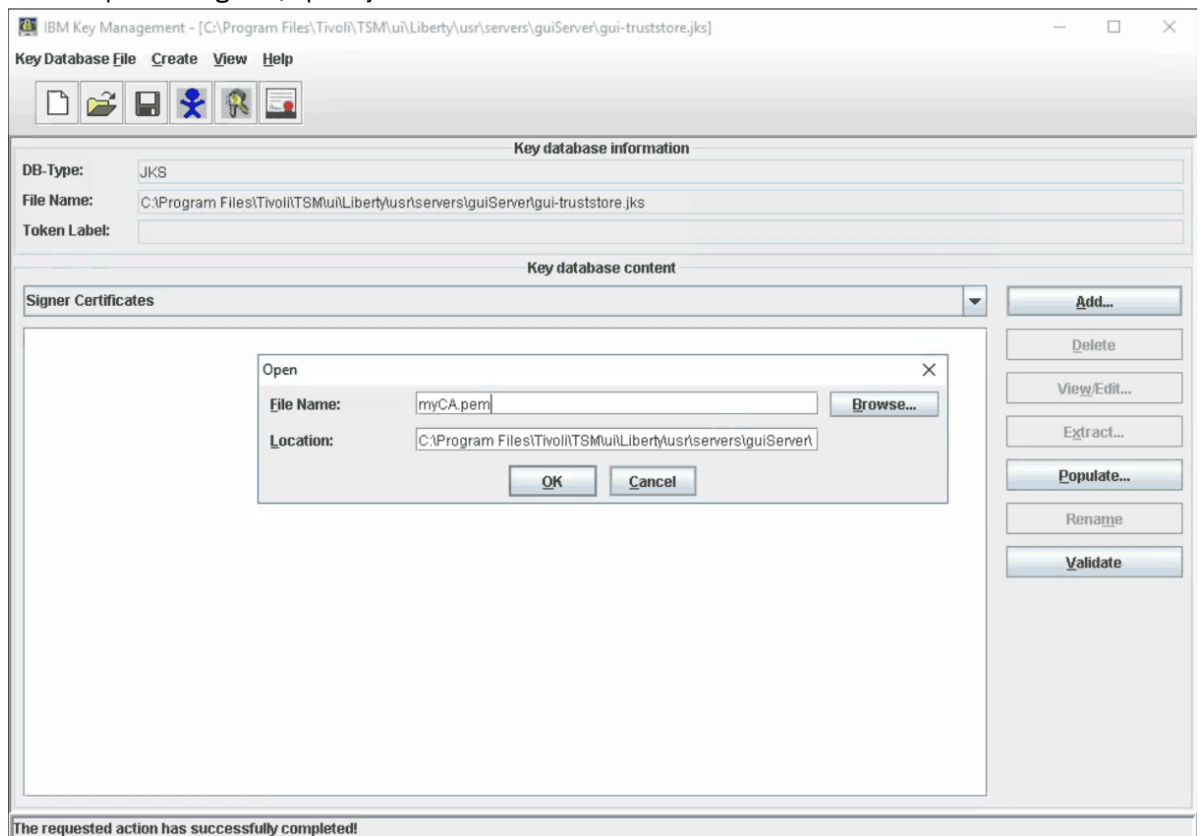 IBM Key Management - [C:\Program Files\Tivoli\TSM\ui\Liberty\usr\servers\guiServer\gui-truststore.jks]
Key Database File Create View Help
Key database information
DB-Type: JKS
File Name: C:\Program Files\Tivoli\TSM\ui\Liberty\usr\servers\guiServer\gui-truststore.jks
Token Label:
Key database content
Signer Certificates
Add...
Delete
View/Edit...
Extract...
Populate...
Rename
Validate
Open
File Name: myCA.pem Browse...
Location: C:\Program Files\Tivoli\TSM\ui\Liberty\usr\servers\guiServer\
OK Cancel
The requested action has successfully completed!